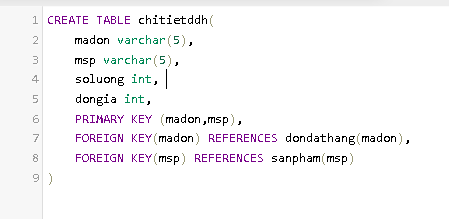 1 CREATE TABLE chitietddh(
2 madon varchar(5),
3 msp varchar(5),
4 soluong int,
5 dongia int,
6 PRIMARY KEY (madon,msp),
7 FOREIGN KEY(madon) REFERENCES dondathang(madon),
8 FOREIGN KEY(msp) REFERENCES sanpham(msp)
9 )